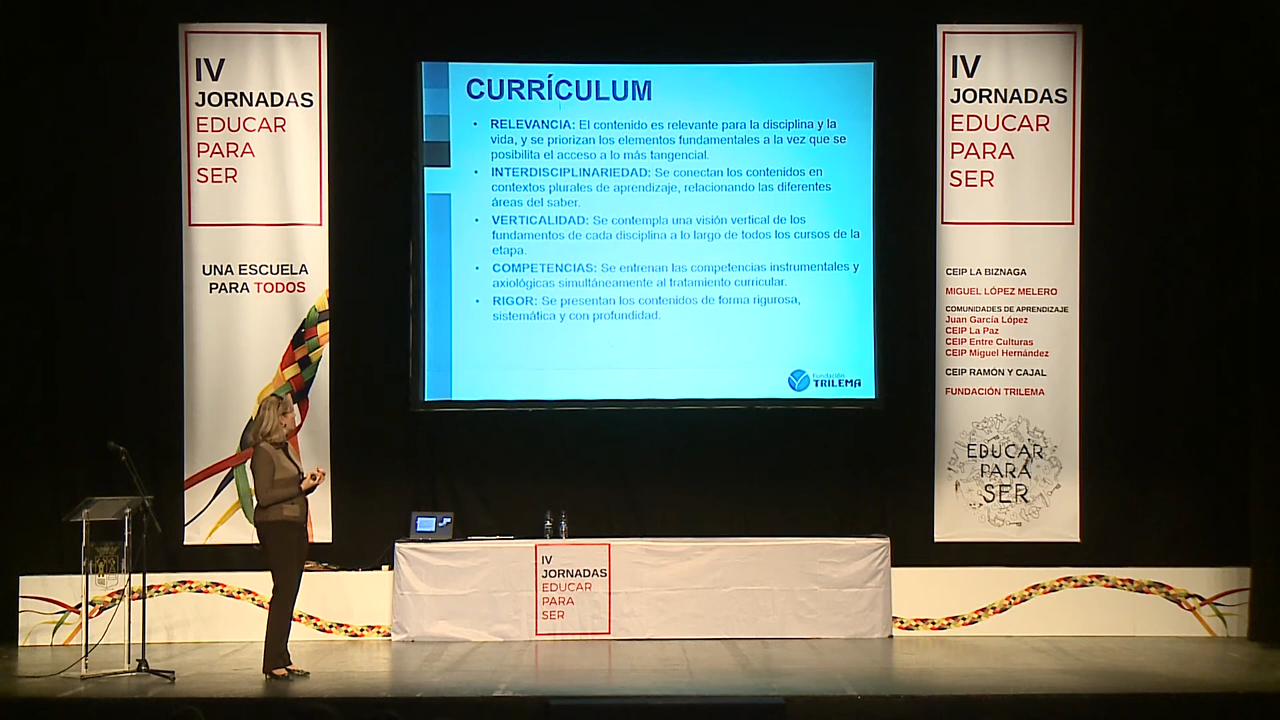 IV
JORNADAS
EDUCAR
PARA
SER
UNA ESCUELA
PARA TODOS
CURRÍCULUM
• RELEVANCIA: El contenido es relevante para la disciplina y la
vida, y se priorizan los elementos fundamentales a la vez que se
posibilita el acceso a lo más tangencial.
• INTERDISCIPLINARIEDAD: Se conectan los contenidos en
contextos plurales de aprendizaje, relacionando las diferentes
áreas del saber.
• VERTICALIDAD: Se contempla una visión vertical de los
fundamentos de cada disciplina a lo largo de todos los cursos de la
etapa.
• COMPETENCIAS: Se entrenan las competencias instrumentales y
axiológicas simultáneamente al tratamiento curricular.
• RIGOR: Se presentan los contenidos de forma rigurosa,
sistemática y con profundidad.
Fundación
TRILEMA
IV
JORNADAS
EDUCAR
PARA
SER
CEIP LA BIZNAGA
MIGUEL LÓPEZ MELERO
COMUNIDADES DE APRENDIZAJE
Juan García López
CEIP La Paz
CEIP Entre Culturas
CEIP Miguel Hernández
CEIP RAMÓN Y CAJAL
FUNDACIÓN TRILEMA
EDUCAR
PARA
SER
IV
JORNADAS
EDUCAR
PARA
SER